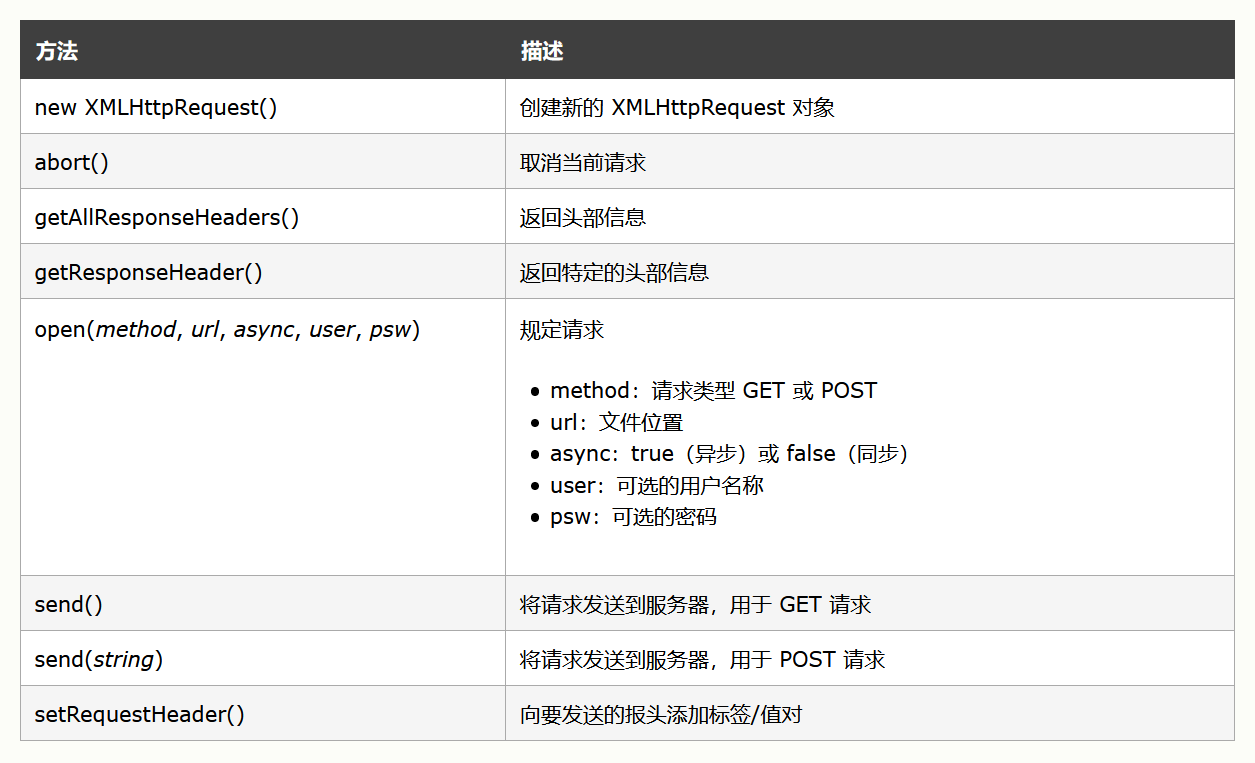 方法 描述
new XMLHttpRequest() 创建新的 XMLHttpRequest 对象
abort() 取消当前请求
getAllResponseHeaders() 返回头部信息
getResponseHeader() 返回特定的头部信息
open(method, url, async, user, psw) 规定请求
• method：请求类型 GET 或 POST
• url：文件位置
• async：true（异步）或 false（同步）
• user：可选的用户名称
• psw：可选的密码
send() 将请求发送到服务器，用于 GET 请求
send(string) 将请求发送到服务器，用于 POST 请求
setRequestHeader() 向要发送的报头添加标签/值对